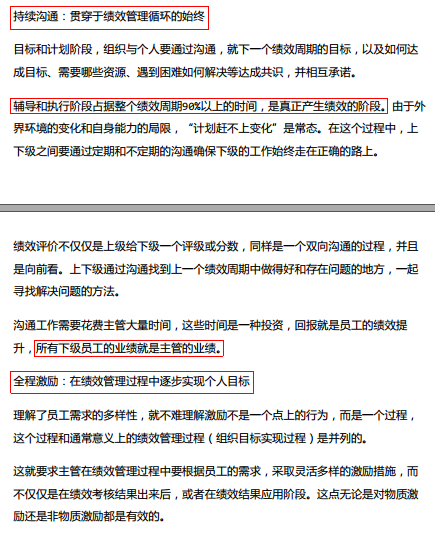 持续沟通：贯穿于绩效管理循环的始终
目标和计划阶段，组织与个人要通过沟通，就下一个绩效周期的目标，以及如何达
成目标、需要哪些资源、遇到困难如何解决等达成共识，并相互承诺。
辅导和执行阶段占据整个绩效周期90%以上的时间，是真正产生绩效的阶段。由于外
界环境的变化和自身能力的局限，“计划赶不上变化”是常态。在这个过程中，上
下级之间要通过定期和不定期的沟通确保下级的工作始终走在正确的路上。
绩效评价不仅仅是上级给下级一个评级或分数，同样是一个双向沟通的过程，并且
是向前看。上下级通过沟通找到上一个绩效周期中做得好和存在问题的地方，一起
寻找解决问题的方法。
沟通工作需要花费主管大量时间，这些时间是一种投资，回报就是员工的绩效提
升，所有下级员工的业绩就是主管的业绩。
全程激励：在绩效管理过程中逐步实现个人目标
理解了员工需求的多样性，就不难理解激励不是一个点上的行为，而是一个过程，
这个过程和通常意义上的绩效管理过程（组织目标实现过程）是并列的。
这就要求主管在绩效管理过程中要根据员工的需求，采取灵活多样的激励措施，而
不仅仅是在绩效考核结果出来后，或者在绩效结果应用阶段。这点无论是对物质激
励还是非物质激励都是有效的。